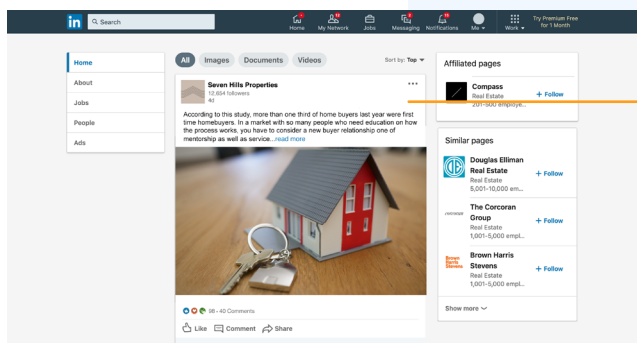 in
Search
Home
My Network
Jobs
Messaging
Notifications
Me
Work
Try Premium Free
for 1 Month
Home
About
Jobs
People
Ads
All
Images
Documents
Videos
Sort by: Top
Seven Hills Properties
12,654 followers
4d
According to this study, more than one third of home buyers last year were first
time homebuyers. In a market with so many people who need education on how
the process works, you have to consider a new buyer relationship one of
mentorship as well as service...read more
98 • 40 Comments
Like
Comment
Share
Affiliated pages
Compass
Real Estate
201-500 employe...
+ Follow
Similar pages
Douglas Elliman
Real Estate
Real Estate
5,001-10,000 em...
+ Follow
The Corcoran
Group
Real Estate
1,001-5,000 empl...
+ Follow
Brown
Harris
Stevens
Brown Harris
Stevens
Real Estate
1,001-5,000 empl...
+ Follow
Show more